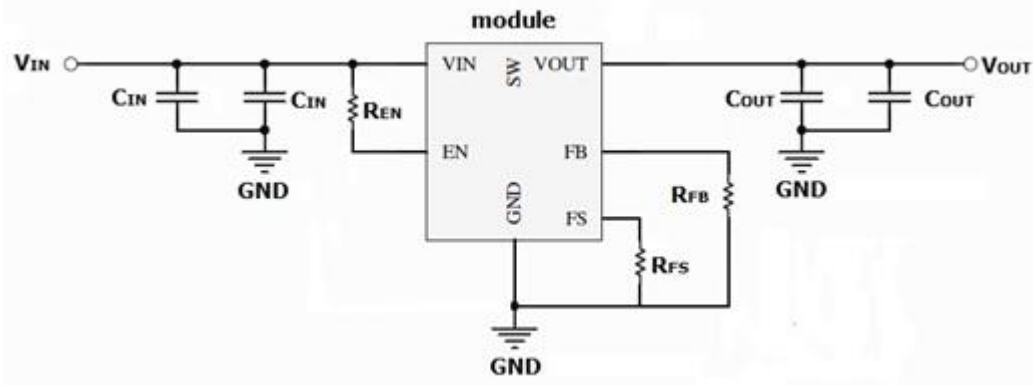 module
VIN
VIN
SW
VOUT
VOUT
CIN
CIN
REN
COUT
COUT
EN
FB
GND
GND
GND
RFB
FS
RFS
GND